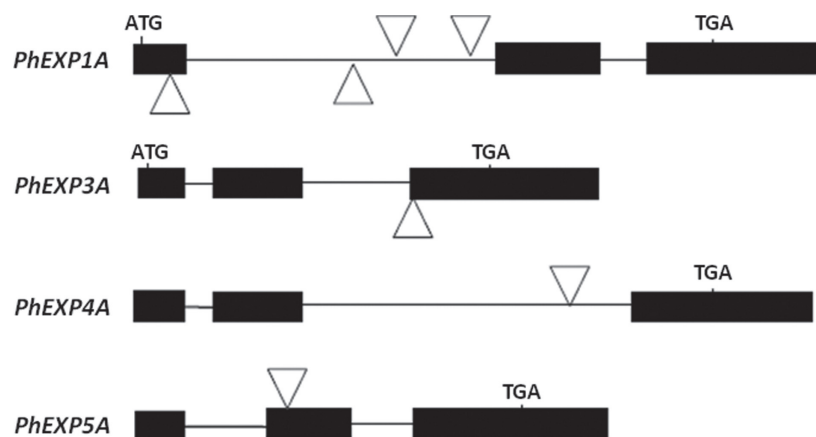 ATG TGA
PhEXP1A
ATG TGA
PhEXP3A
TGA
PhEXP4A
TGA
PhEXP5A